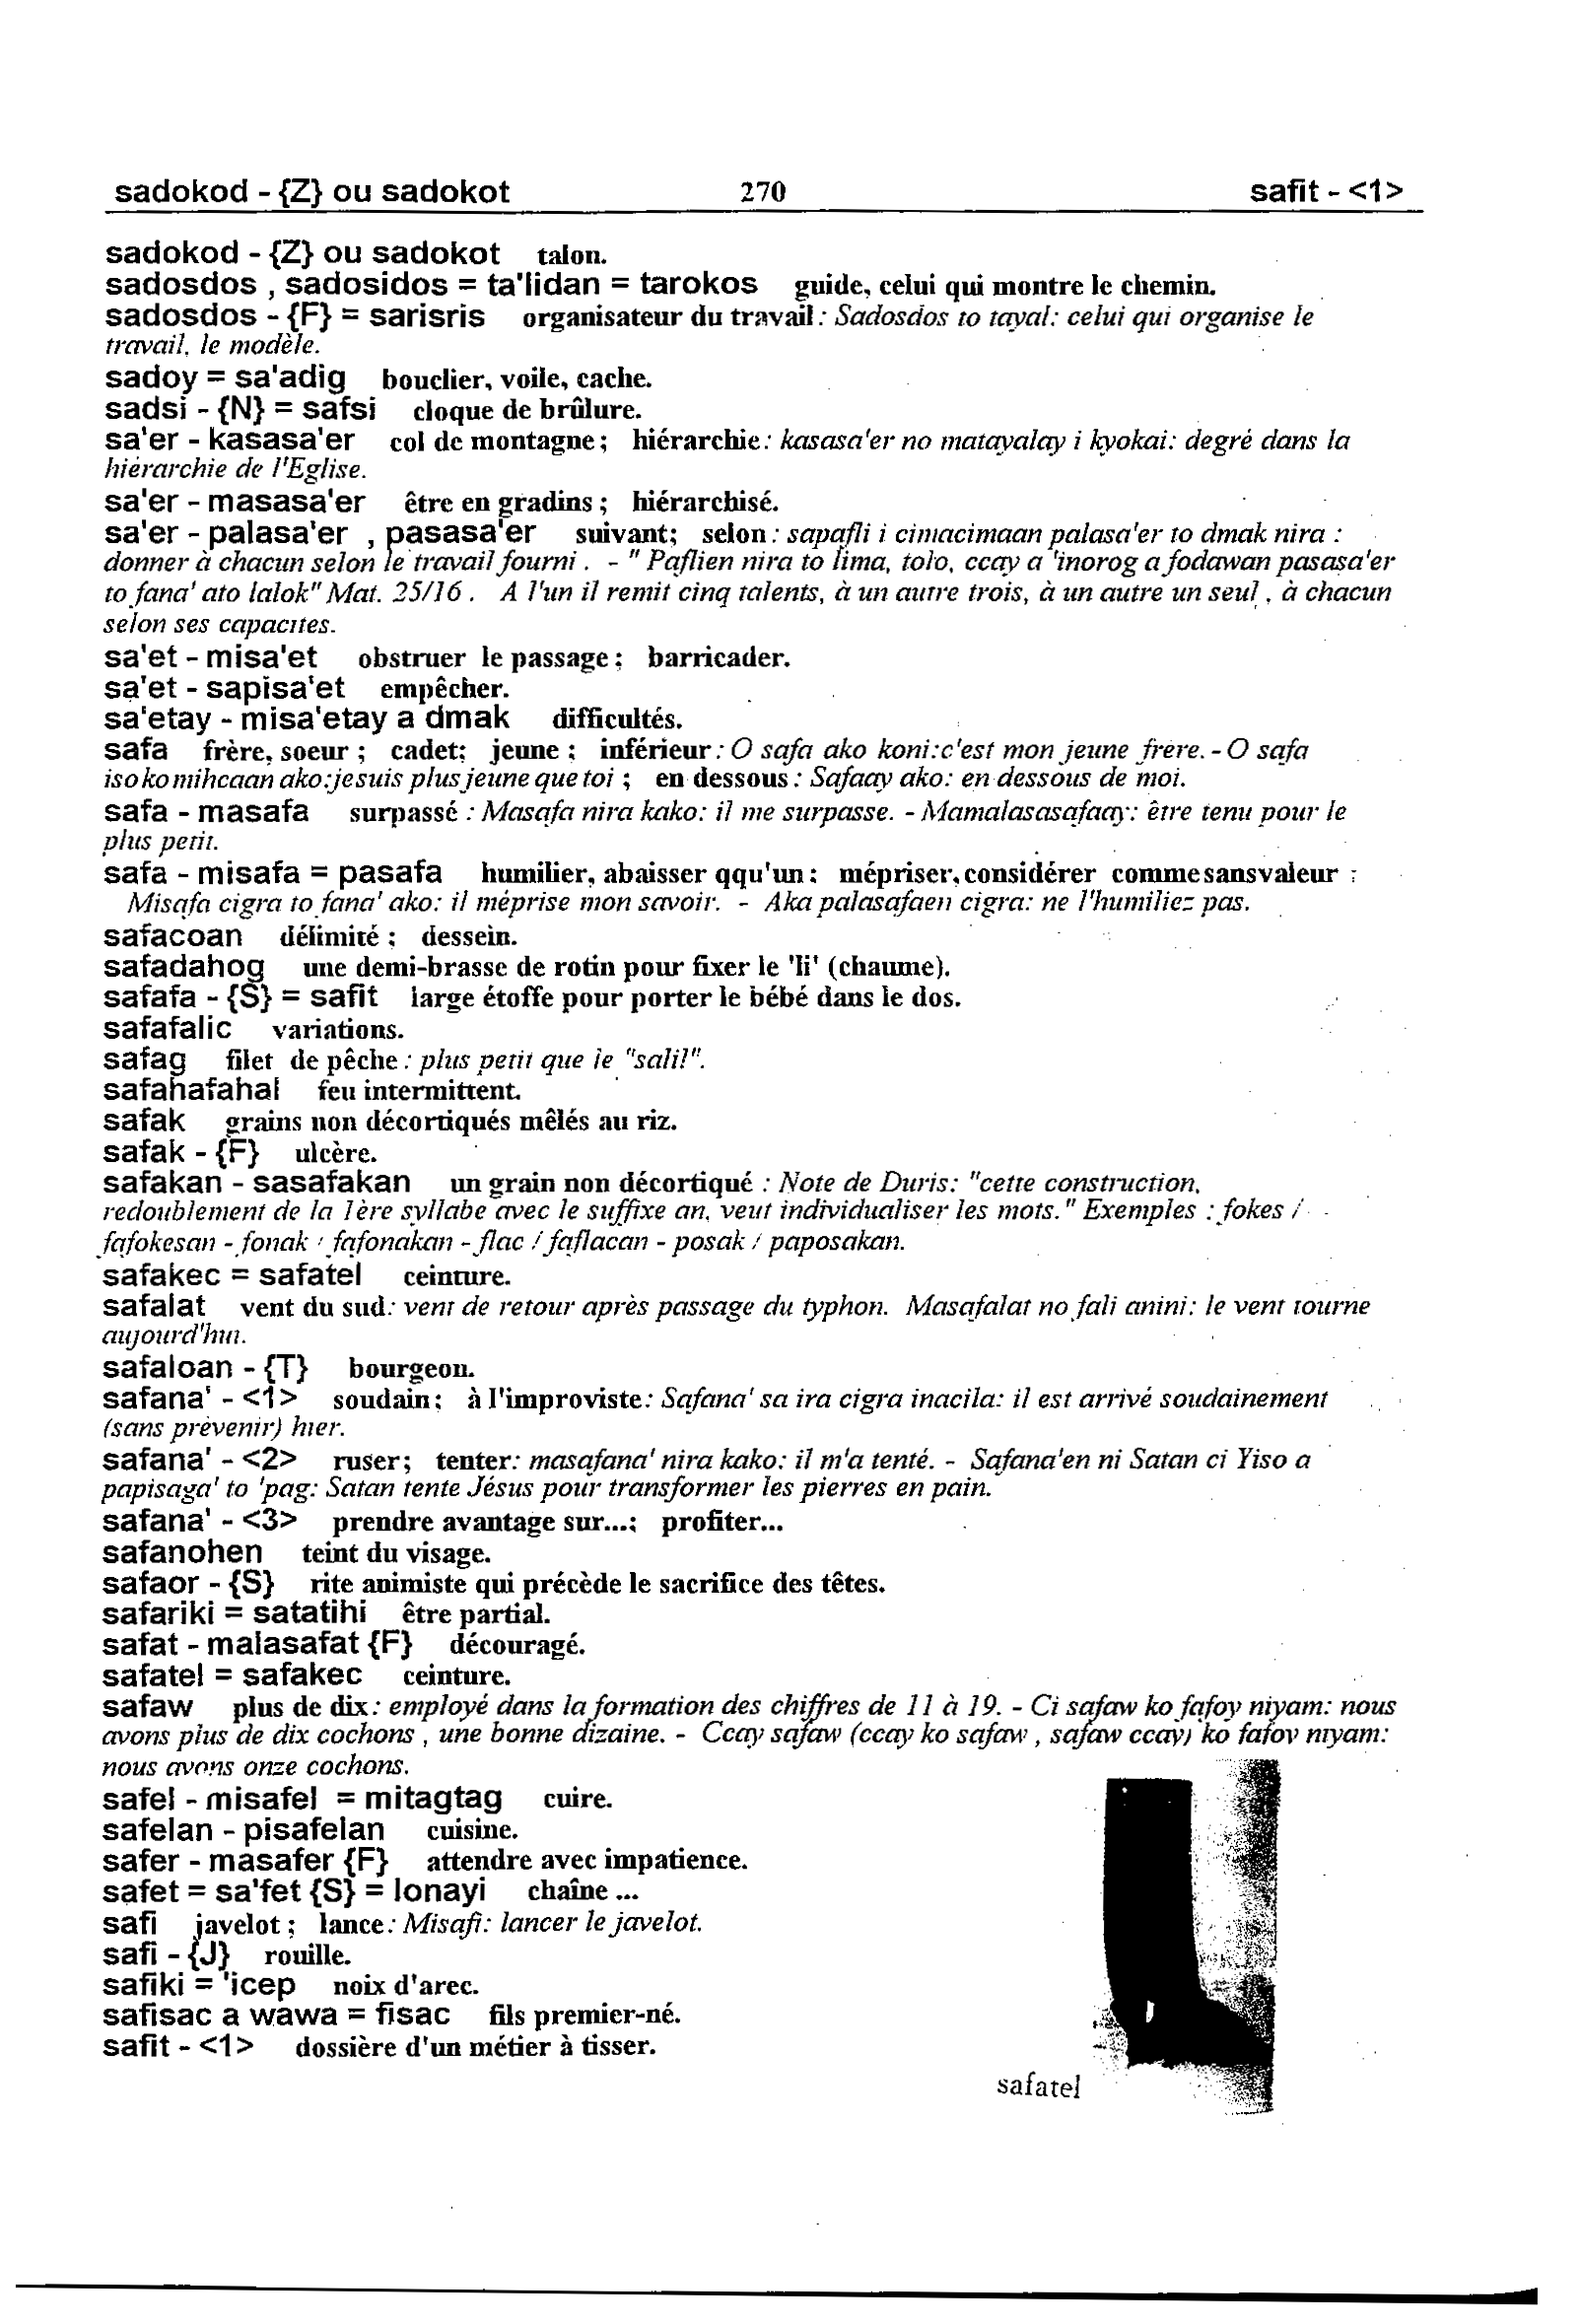 sadokod - {Z} ou sadokot 270 safit - <1>
sadokod - {Z} ou sadokot talon.
sadosdos , sadosidos = ta'lidan = tarokos guide, celui qui montre le chemin.
sadosdos - {F} = sarisris organisateur du travail : Sadosdos to tayal: celui qui organise le
travail, le modèle.
sadoy = sa'adig bouclier, voile, cache.
sadsi - {N} = safsi cloque de brûlure.
sa'er - kasasa'er col de montagne ; hiérarchie : kasasa'er no matayalay i kyokai: degré dans la
hiérarchie de l'Eglise.
sa'er - masasa'er être en gradins ; hiérarchisé.
sa'er - palasa'er , pasasa'er suivant; selon : sapafli i cimacimaan palasa'er to dmak nira :
donner à chacun selon le travail fourni . - " Paflien nira to lima, tolo, ccay a 'inorog a fodawan pasasa'er
to fana' ato lalok" Mat. 25/16 . A l'un il remit cinq talents, à un autre trois, à un autre un seul , à chacun
selon ses capacités.
sa'et - misa'et obstruer le passage ; barricader.
sa'et - sapisa'et empêcher.
sa'etay - misa'etay a dmak difficultés.
safa frère, soeur ; cadet; jeune ; inférieur : O safa ako koni:c'est mon jeune frère. - O safa
iso ko mihcaan ako:je suis plus jeune que toi ; en dessous : Safaay ako: en dessous de moi.
safa - masafa surpassé : Masafa nira kako: il me surpasse. - Mamalasasafaay: être tenu pour le
plus petit.
safa - misafa = pasafa humilier, abaisser qqu'un ; mépriser, considérer comme sans valeur :
Misafa cigra to fana' ako: il méprise mon savoir. - Aka palasafaen cigra: ne l'humiliez pas.
safacoan délimité ; dessein.
safadahog une demi-brasse de rotin pour fixer le 'li' (chaume).
safafa - {S} = safit large étoffe pour porter le bébé dans le dos.
safafalic variations.
safag filet de pêche : plus petit que le "salil".
safahafahal feu intermittent.
safak grains non décortiqués mêlés au riz.
safak - {F} ulcère.
safakan - sasafakan un grain non décortiqué : Note de Duris: "cette construction,
redoublement de la 1ère syllabe avec le suffixe an, veut individualiser les mots." Exemples : fokes /
fafokesan - fonak / fafonakan - flac / faflacan - posak / paposakan.
safakec = safatel ceinture.
safalat vent du sud: vent de retour après passage du typhon. Masafalat no fali anini: le vent tourne
aujourd'hui.
safaloan - {T} bourgeon.
safana' - <1> soudain ; à l'improviste: Safana' sa ira cigra inacila: il est arrivé soudainement
(sans prévenir) hier.
safana' - <2> ruser; tenter: masafana' nira kako: il m'a tenté. - Safana'en ni Satan ci Yiso a
papisaga' to 'pag: Satan tente Jésus pour transformer les pierres en pain.
safana' - <3> prendre avantage sur...; profiter...
safanohen teint du visage.
safaor - {S} rite animiste qui précède le sacrifice des têtes.
safariki = satatihi être partial.
safat - malasafat {F} découragé.
safatel = safakec ceinture.
safaw plus de dix : employé dans la formation des chiffres de 11 à 19. - Ci safaw ko fafoy niyam: nous
avons plus de dix cochons , une bonne dizaine. - Ccay safaw (ccay ko safaw , safaw ccay) ko fafoy niyam:
nous avons onze cochons.
safel - misafel = mitagtag cuire.
safelan - pisafelan cuisine.
safer - masafer {F} attendre avec impatience.
safet = sa'fet {S} = lonayi chaîne ...
safi javelot ; lance : Misafi: lancer le javelot.
safi - {J} rouille.
safiki = 'icep noix d'arec.
safisac a wawa = fisac fils premier-né.
safit - <1> dossière d'un métier à tisser.
safatel